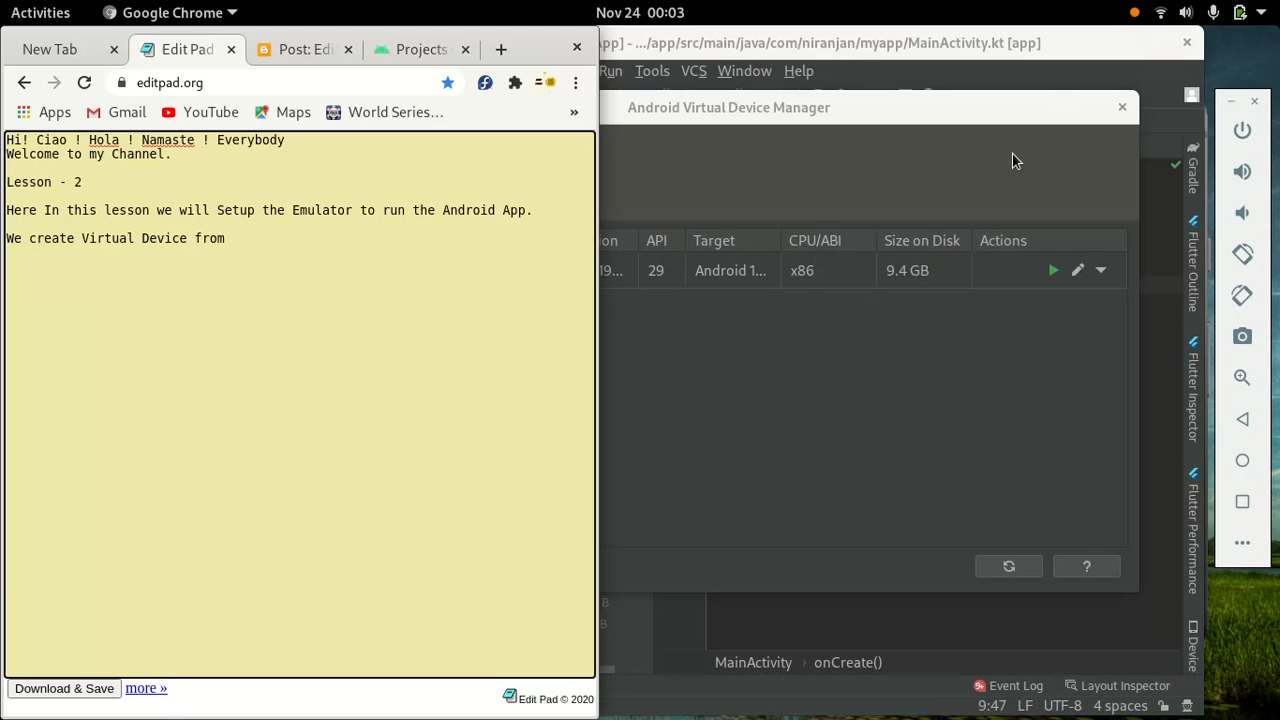 Activities
Google Chrome
Nov 24 00:03
New Tab
Edit Pad
Post: Edi
Projects
editpad.org
Apps
Gmail
YouTube
Maps
World Series…
»
Hi! Ciao ! Hola ! Namaste ! Everybody
Welcome to my Channel.
Lesson - 2
Here In this lesson we will Setup the Emulator to run the Android App.
We create Virtual Device from
Download & Save
more »
Edit Pad © 2020
pp] - .../app/src/main/java/com/niranjan/myapp/MainActivity.kt [app]
Run
Tools
VCS
Window
Help
Android Virtual Device Manager
ion
API
Target
CPU/ABI
Size on Disk
Actions
19...
29
Android 1...
x86
9.4 GB
?
B
B
MainActivity
onCreate()
9+ Event Log
Layout Inspector
9:47
LF
UTF-8
4 spaces
Gradle
Flutter Outline
Flutter Inspector
Flutter Performance
Device